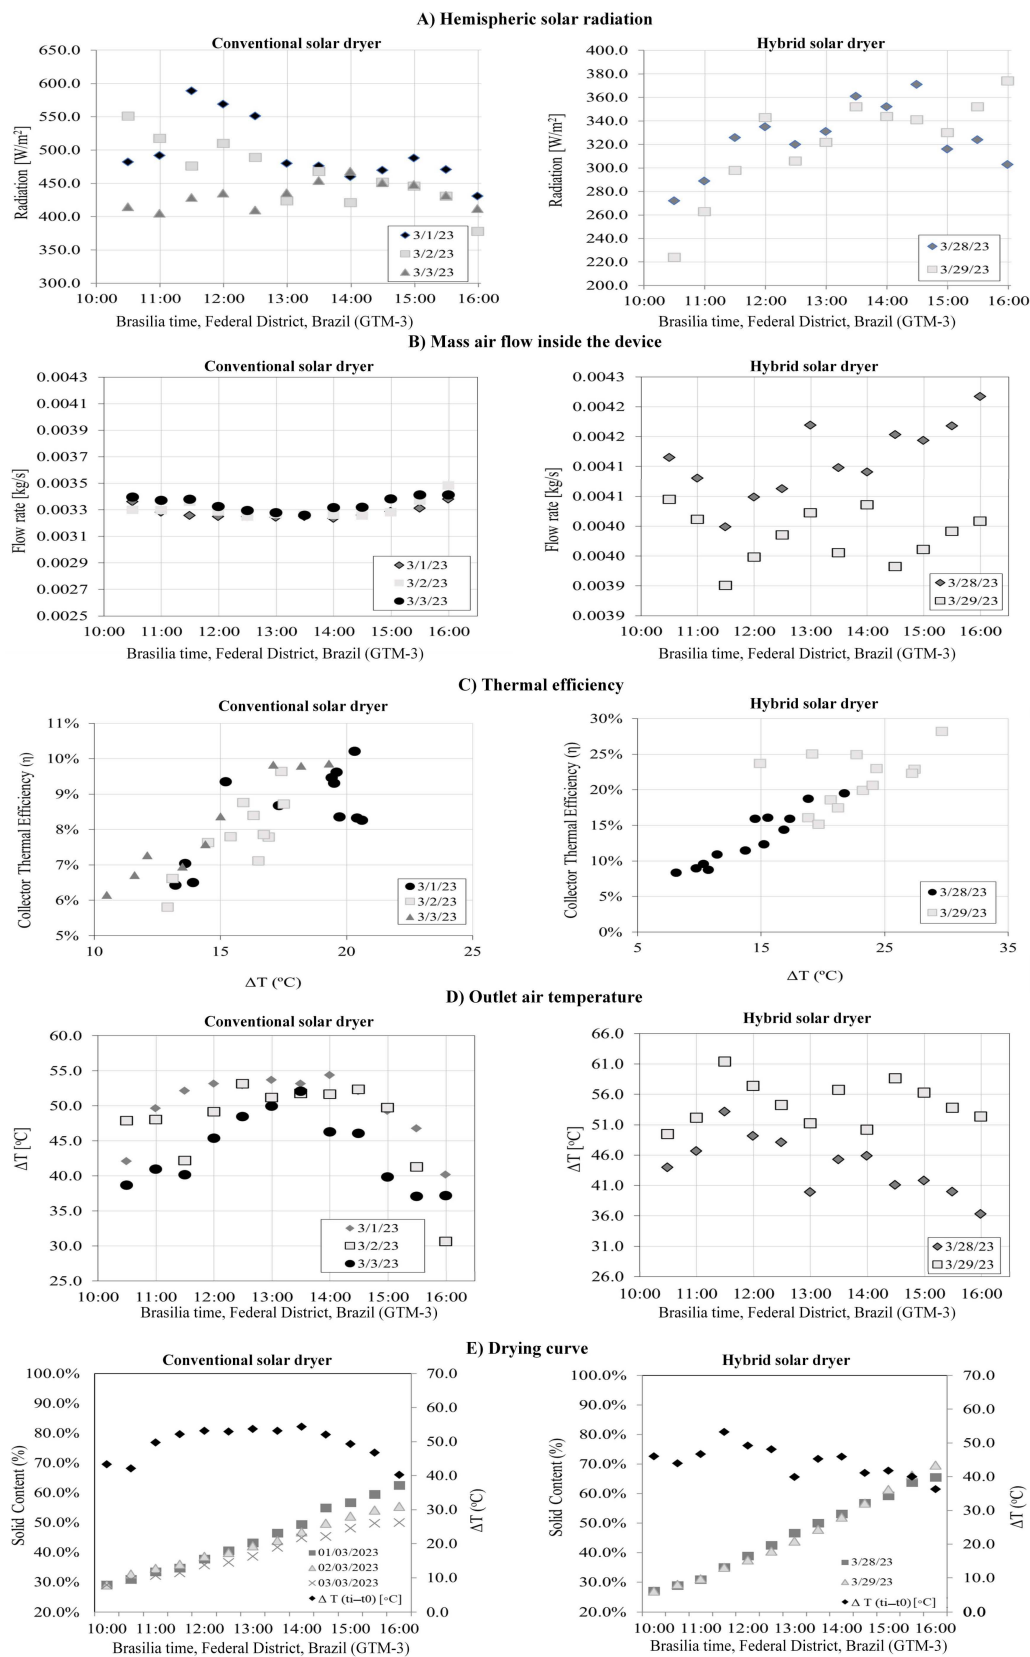 A) Hemispheric solar radiation
Conventional solar dryer
650.0
600.0
550.0
500.0
450.0
400.0
350.0
300.0
Radiation [W/m²]
3/1/23
3/2/23
3/3/23
10:00 11:00 12:00 13:00 14:00 15:00 16:00
Brasilia time, Federal District, Brazil (GTM-3)
Hybrid solar dryer
400.0
380.0
360.0
340.0
320.0
300.0
280.0
260.0
240.0
220.0
200.0
Radiation [W/m²]
3/28/23
3/29/23
10:00 11:00 12:00 13:00 14:00 15:00 16:00
Brasilia time, Federal District, Brazil (GTM-3)
B) Mass air flow inside the device
Conventional solar dryer
0.0043
0.0041
0.0039
0.0037
0.0035
0.0033
0.0031
0.0029
0.0027
0.0025
Flow rate [kg/s]
3/1/23
3/2/23
3/3/23
10:00 11:00 12:00 13:00 14:00 15:00 16:00
Brasilia time, Federal District, Brazil (GTM-3)
Hybrid solar dryer
0.0043
0.0042
0.0042
0.0041
0.0041
0.0040
0.0040
0.0039
0.0039
Flow rate [kg/s]
3/28/23
3/29/23
10:00 11:00 12:00 13:00 14:00 15:00 16:00
Brasilia time, Federal District, Brazil (GTM-3)
C) Thermal efficiency
Conventional solar dryer
11%
10%
9%
8%
7%
6%
5%
Collector Thermal Efficiency (η)
3/1/23
3/2/23
3/3/23
10 15 20 25
ΔT (ºC)
Hybrid solar dryer
30%
25%
20%
15%
10%
5%
0%
Collector Thermal Efficiency (η)
3/28/23
3/29/23
5 15 25 35
ΔT (ºC)
D) Outlet air temperature
Conventional solar dryer
60.0
55.0
50.0
45.0
40.0
35.0
30.0
25.0
ΔT [ºC]
3/1/23
3/2/23
3/3/23
10:00 11:00 12:00 13:00 14:00 15:00 16:00
Brasilia time, Federal District, Brazil (GTM-3)
Hybrid solar dryer
66.0
61.0
56.0
51.0
46.0
41.0
36.0
31.0
26.0
ΔT [ºC]
3/28/23
3/29/23
10:00 11:00 12:00 13:00 14:00 15:00 16:00
Brasilia time, Federal District, Brazil (GTM-3)
E) Drying curve
Conventional solar dryer
100.0%
90.0%
80.0%
70.0%
60.0%
50.0%
40.0%
30.0%
20.0%
Solid Content (%)
70.0
60.0
50.0
40.0
30.0
20.0
10.0
0.0
ΔT (ºC)
01/03/2023
02/03/2023
03/03/2023
Δ T (ti–t0) [ºC]
10:00 11:00 12:00 13:00 14:00 15:00 16:00
Brasilia time, Federal District, Brazil (GTM-3)
Hybrid solar dryer
100.0%
90.0%
80.0%
70.0%
60.0%
50.0%
40.0%
30.0%
20.0%
Solid Content (%)
70.0
60.0
50.0
40.0
30.0
20.0
10.0
0.0
ΔT (ºC)
3/28/23
3/29/23
Δ T (ti–t0) [ºC]
10:00 11:00 12:00 13:00 14:00 15:00 16:00
Brasilia time, Federal District, Brazil (GTM-3)